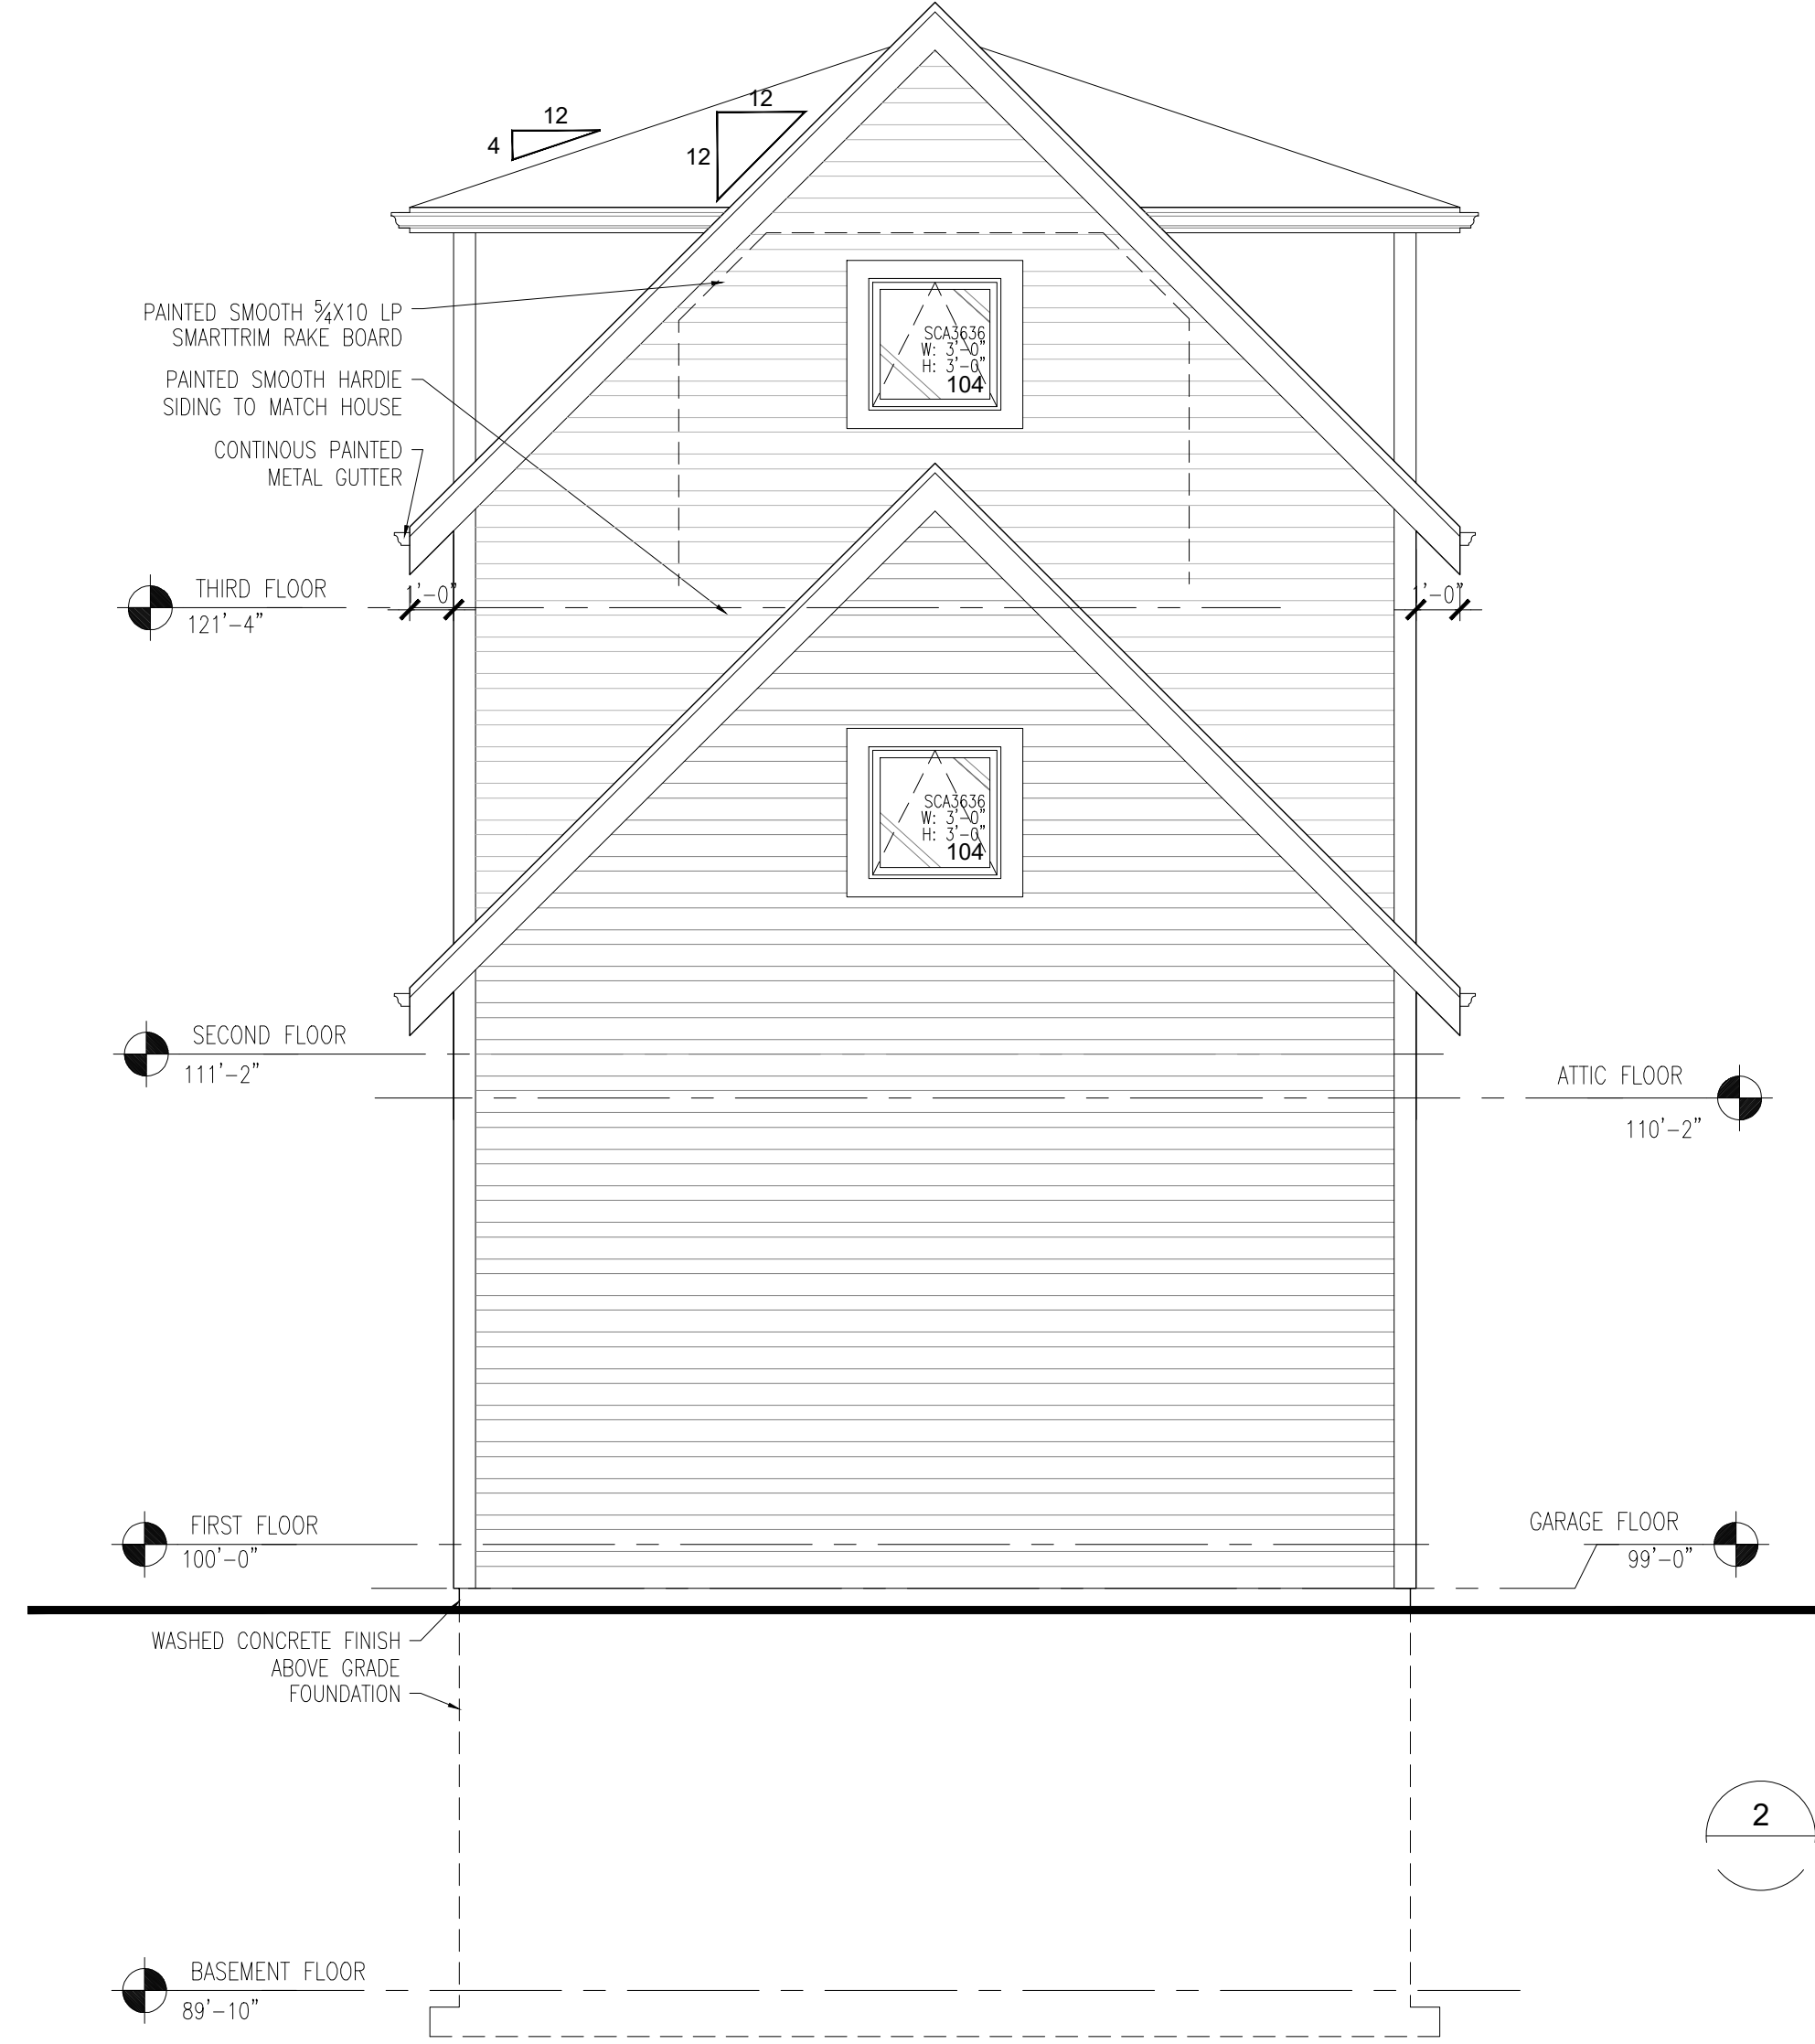 12
4
12
12
PAINTED SMOOTH 5/4X10 LP
SMARTTRIM RAKE BOARD
PAINTED SMOOTH HARDIE
SIDING TO MATCH HOUSE
CONTINOUS PAINTED
METAL GUTTER
SCA3636
W: 3'-0"
H: 3'-0"
104
THIRD FLOOR
121'-4"
1'-0"
1'-0"
SCA3636
W: 3'-0"
H: 3'-0"
104
SECOND FLOOR
111'-2"
ATTIC FLOOR
110'-2"
FIRST FLOOR
100'-0"
GARAGE FLOOR
99'-0"
WASHED CONCRETE FINISH
ABOVE GRADE
FOUNDATION
2
BASEMENT FLOOR
89'-10"